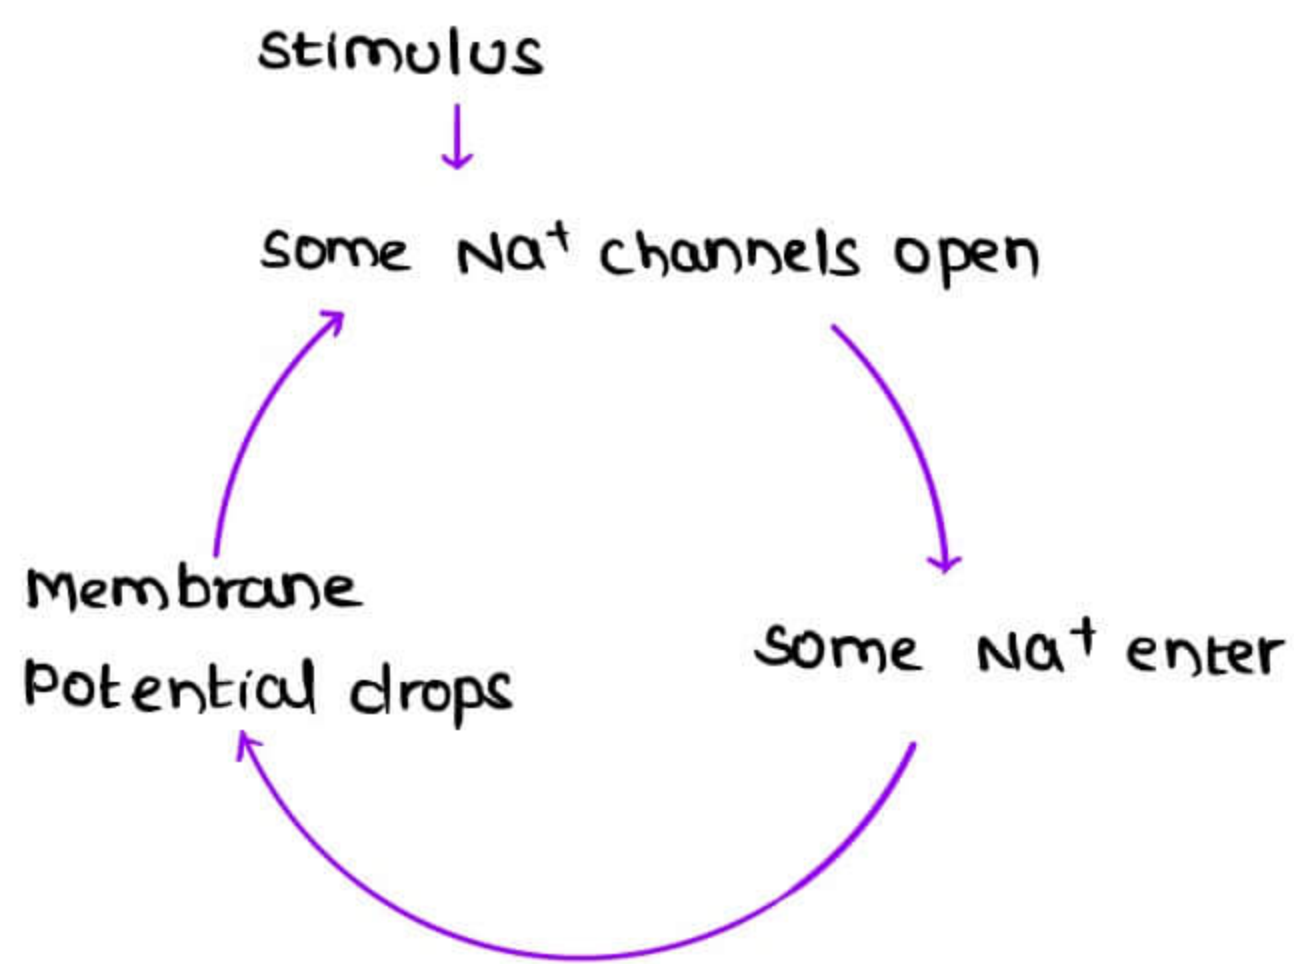 Stimulus
Some Na⁺ channels open
Membrane
Potential drops
Some Na⁺ enter